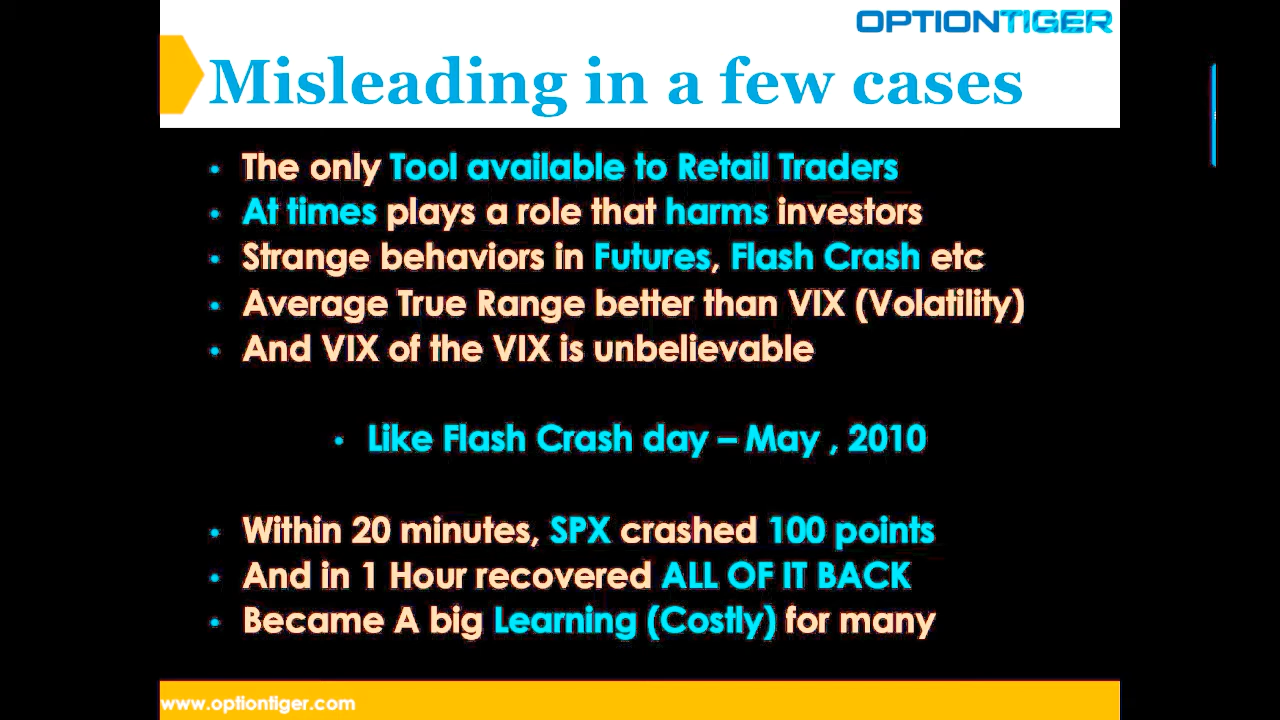 OPTIONTIGER
Misleading in a few cases
• The only Tool available to Retail Traders
• At times plays a role that harms investors
• Strange behaviors in Futures, Flash Crash etc
• Average True Range better than VIX (Volatility)
• And VIX of the VIX is unbelievable
• Like Flash Crash day – May , 2010
• Within 20 minutes, SPX crashed 100 points
• And in 1 Hour recovered ALL OF IT BACK
• Became A big Learning (Costly) for many
www.optiontiger.com